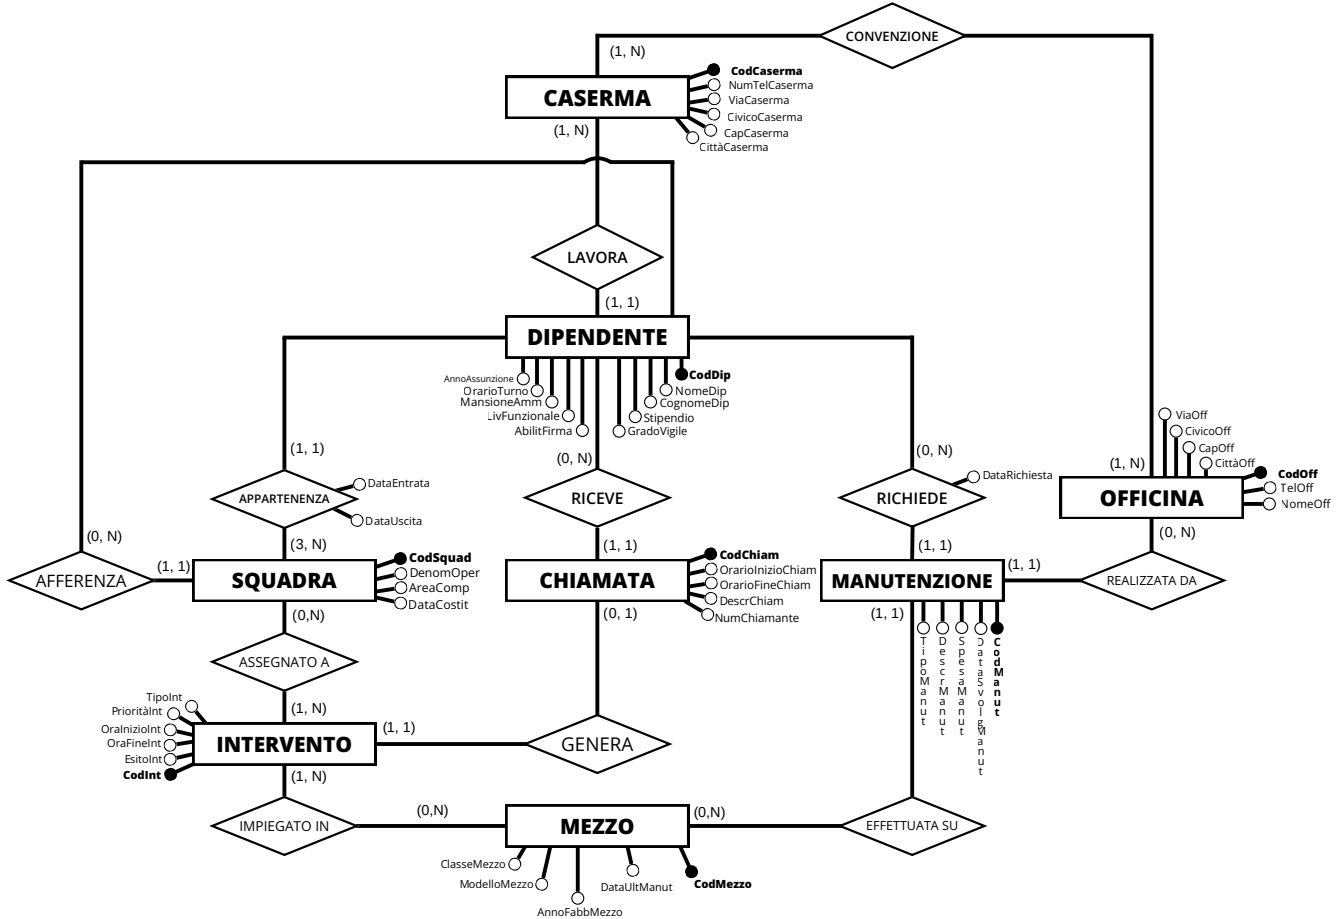 CONVENZIONE
(1, N)
CASERMA
CodCaserma
NumTelCaserma
ViaCaserma
CivicoCaserma
CapCaserma
CittàCaserma
(1, N)
LAVORA
(1, 1)
DIPENDENTE
AnnoAssunzione
OrarioTurno
MansioneAmm
LivFunzionale
AbilitFirma
CodDip
NomeDip
CognomeDip
Stipendio
GradoVigile
(1, 1)
(0, N)
(0, N)
(1, N)
ViaOff
CivicoOff
CapOff
CittàOff
CodOff
TelOff
NomeOff
APPARTENENZA
DataEntrata
DataUscita
RICEVE
RICHIEDE
DataRichiesta
OFFICINA
(0, N)
(3, N)
(1, 1)
(1, 1)
(0, N)
AFFERENZA
(1, 1)
SQUADRA
CodSquad
DenomOper
AreaComp
DataCostit
CHIAMATA
CodChiam
OrarioInizioChiam
OrarioFineChiam
DescrChiam
NumChiamante
MANUTENZIONE
(1, 1)
REALIZZATA DA
(0,N)
(0, 1)
(1, 1)
TipoManut
DescrManut
SpesaManut
DataSvolgManut
CodManut
ASSEGNATO A
(1, N)
TipoInt
PrioritàInt
OraInizioInt
OraFineInt
EsitoInt
CodInt
INTERVENTO
(1, 1)
GENERA
(1, N)
IMPIEGATO IN
(0,N)
MEZZO
(0,N)
EFFETTUATA SU
ClasseMezzo
ModelloMezzo
AnnoFabbMezzo
DataUltManut
CodMezzo